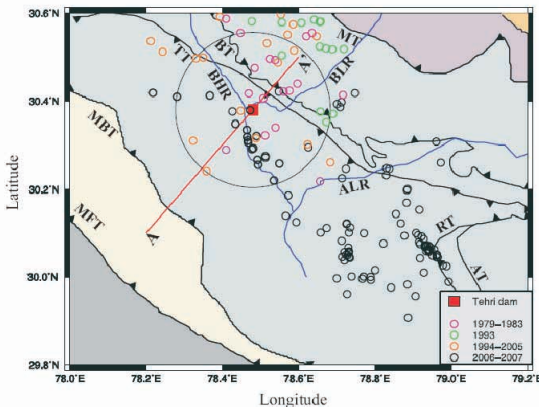 30.6°N
30.4°N
30.2°N
30.0°N
29.8°N
Latitude
TT
BT
BHR
A'
MT
BLR
MBT
MFT
A
ALR
RT
AT
Tehri dam
1979–1983
1993
1994–2005
2006–2007
78.0°E
78.2°E
78.4°E
78.6°E
78.8°E
79.0°E
79.2°E
Longitude